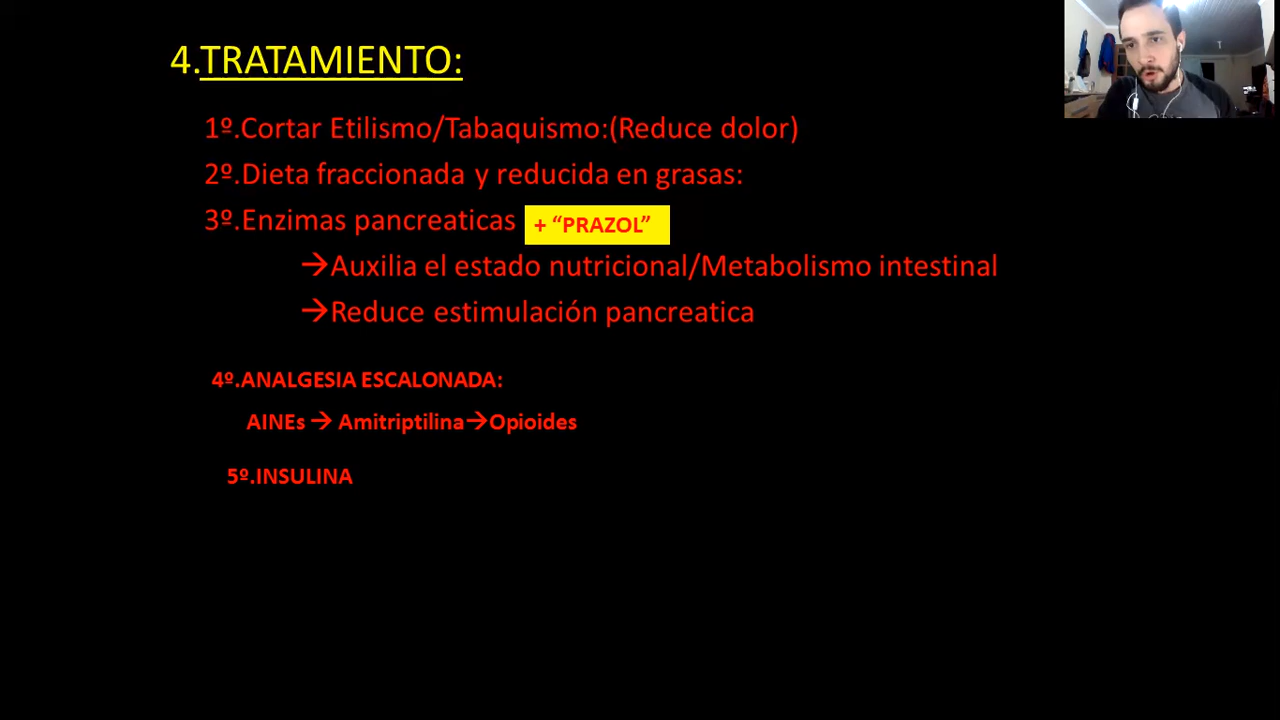 4.TRATAMIENTO:
1º.Cortar Etilismo/Tabaquismo:(Reduce dolor)
2º.Dieta fraccionada y reducida en grasas:
3º.Enzimas pancreaticas + “PRAZOL”
→Auxilia el estado nutricional/Metabolismo intestinal
→Reduce estimulación pancreatica
4º.ANALGESIA ESCALONADA:
AINEs → Amitriptilina→Opioides
5º.INSULINA